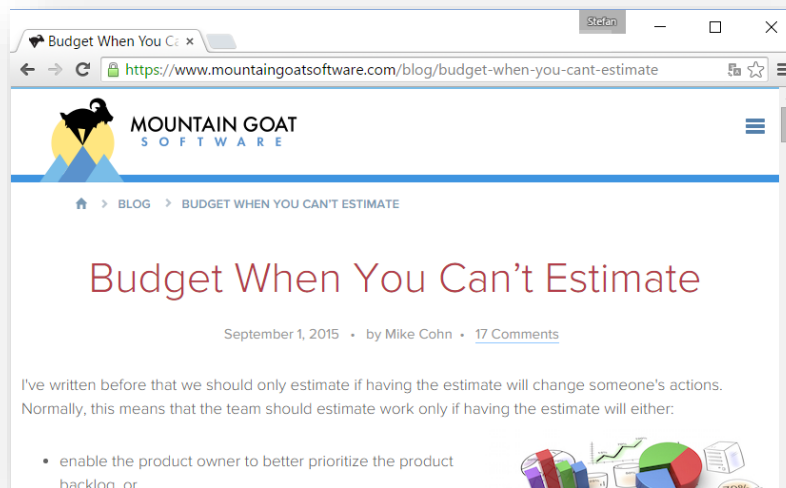 Stefan
Budget When You Ca
https://www.mountaingoatsoftware.com/blog/budget-when-you-cant-estimate
MOUNTAIN GOAT
SOFTWARE
BLOG > BUDGET WHEN YOU CAN'T ESTIMATE
Budget When You Can't Estimate
September 1, 2015 • by Mike Cohn • 17 Comments
I've written before that we should only estimate if having the estimate will change someone's actions.
Normally, this means that the team should estimate work only if having the estimate will either:
• enable the product owner to better prioritize the product
backlog, or